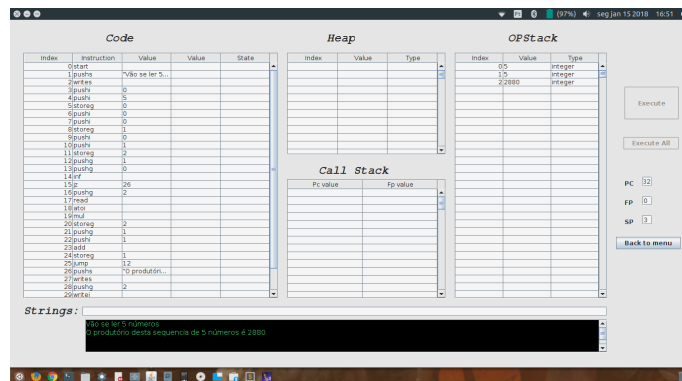 (97%) seg jan 15 2018 16:51
Code
Heap
OPStack
Index Instruction Value Value State
0 start
1 pushs "Vão se ler 5...
2 writes
3 pushi 0
4 pushi 5
5 storeg 0
6 pushi 0
7 pushi 1
8 storeg 1
9 pushi 0
10 pushi 1
11 storeg 2
12 pushg 1
13 pushg 0
14 inf
15 jz 26
16 pushg 2
17 read
18 atoi
19 mul
20 storeg 2
21 pushg 1
22 pushi 1
23 add
24 storeg 1
25 jump 12
26 pushs "O produtóri...
27 writes
28 pushg 2
29 writei
Index Value Type
Call Stack
Pc value Fp value
Index Value Type
0 5 integer
1 5 integer
2 2880 integer
Execute
Execute All
PC 32
FP 0
SP 3
Back to menu
Strings:
Vão se ler 5 números
O produtório desta sequencia de 5 números é 2880